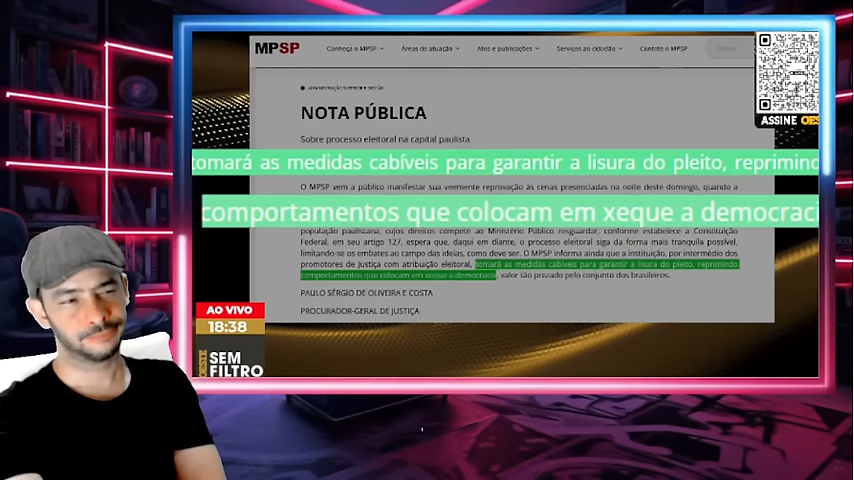 MPSP
Conheça o MPSP
Áreas de atuação
Atos e publicações
Serviços ao cidadão
Contate o MPSP
ASSINE OES
NOTA PÚBLICA
Sobre processo eleitoral na capital paulista
tomará as medidas cabíveis para garantir a lisura do pleito, reprimindo
O MPSP vem a público manifestar sua veemente reprovação às cenas presenciadas na noite deste domingo, quando a
comportamentos que colocam em xeque a democraci
população paulistana, cujos direitos compete ao Ministério Público resguardar, conforme estabelece a Constituição
Federal, em seu artigo 127, espera que, daqui em diante, o processo eleitoral siga da forma mais tranquila possível,
limitando-se os embates ao campo das ideias, como deve ser. O MPSP informa ainda que a instituição, por intermédio dos
promotores de Justiça com atribuição eleitoral, tomará as medidas cabíveis para garantir a lisura do pleito, reprimindo
comportamentos que colocam em xeque a democracia, valor tão prezado pelo conjunto dos brasileiros.
PAULO SÉRGIO DE OLIVEIRA E COSTA
PROCURADOR-GERAL DE JUSTIÇA
AO VIVO
18:38
OESTE
SEM
FILTRO